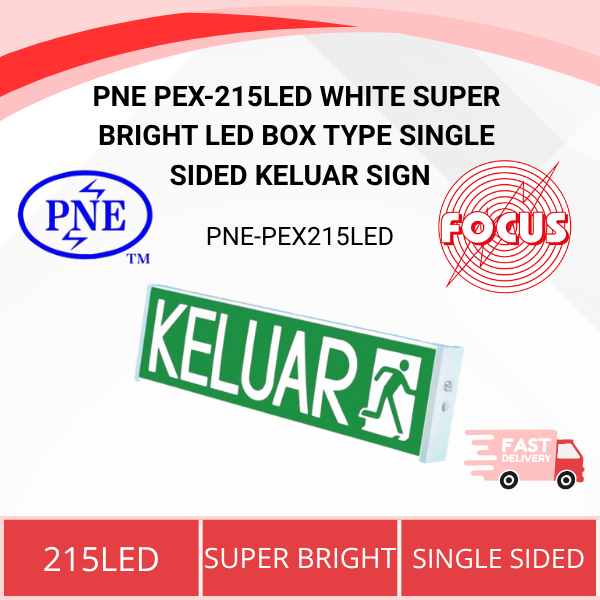 PNE PEX-215LED WHITE SUPER
BRIGHT LED BOX TYPE SINGLE
SIDED KELUAR SIGN
PNE
TM
PNE-PEX215LED
FOCUS
KELUAR
FAST
DELIVERY
215LED
SUPER BRIGHT
SINGLE SIDED